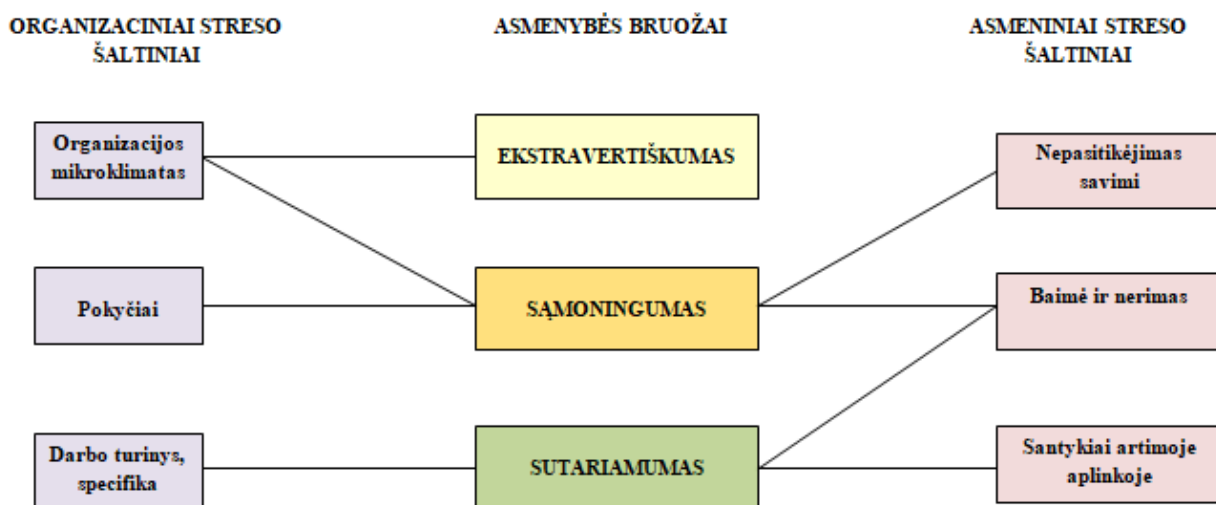 ORGANIZACINIAI STRESO
ŠALTINIAI
ASMENYBĖS BRUOŽAI
ASMENINIAI STRESO
ŠALTINIAI
Organizacijos
mikroklimatas
EKSTRAVERTIŠKUMAS
Nepasitikėjimas
savimi
Pokyčiai
SĄMONINGUMAS
Baimė ir nerimas
Darbo turinys,
specifika
SUTARIAMUMAS
Santykiai artimoje
aplinkoje